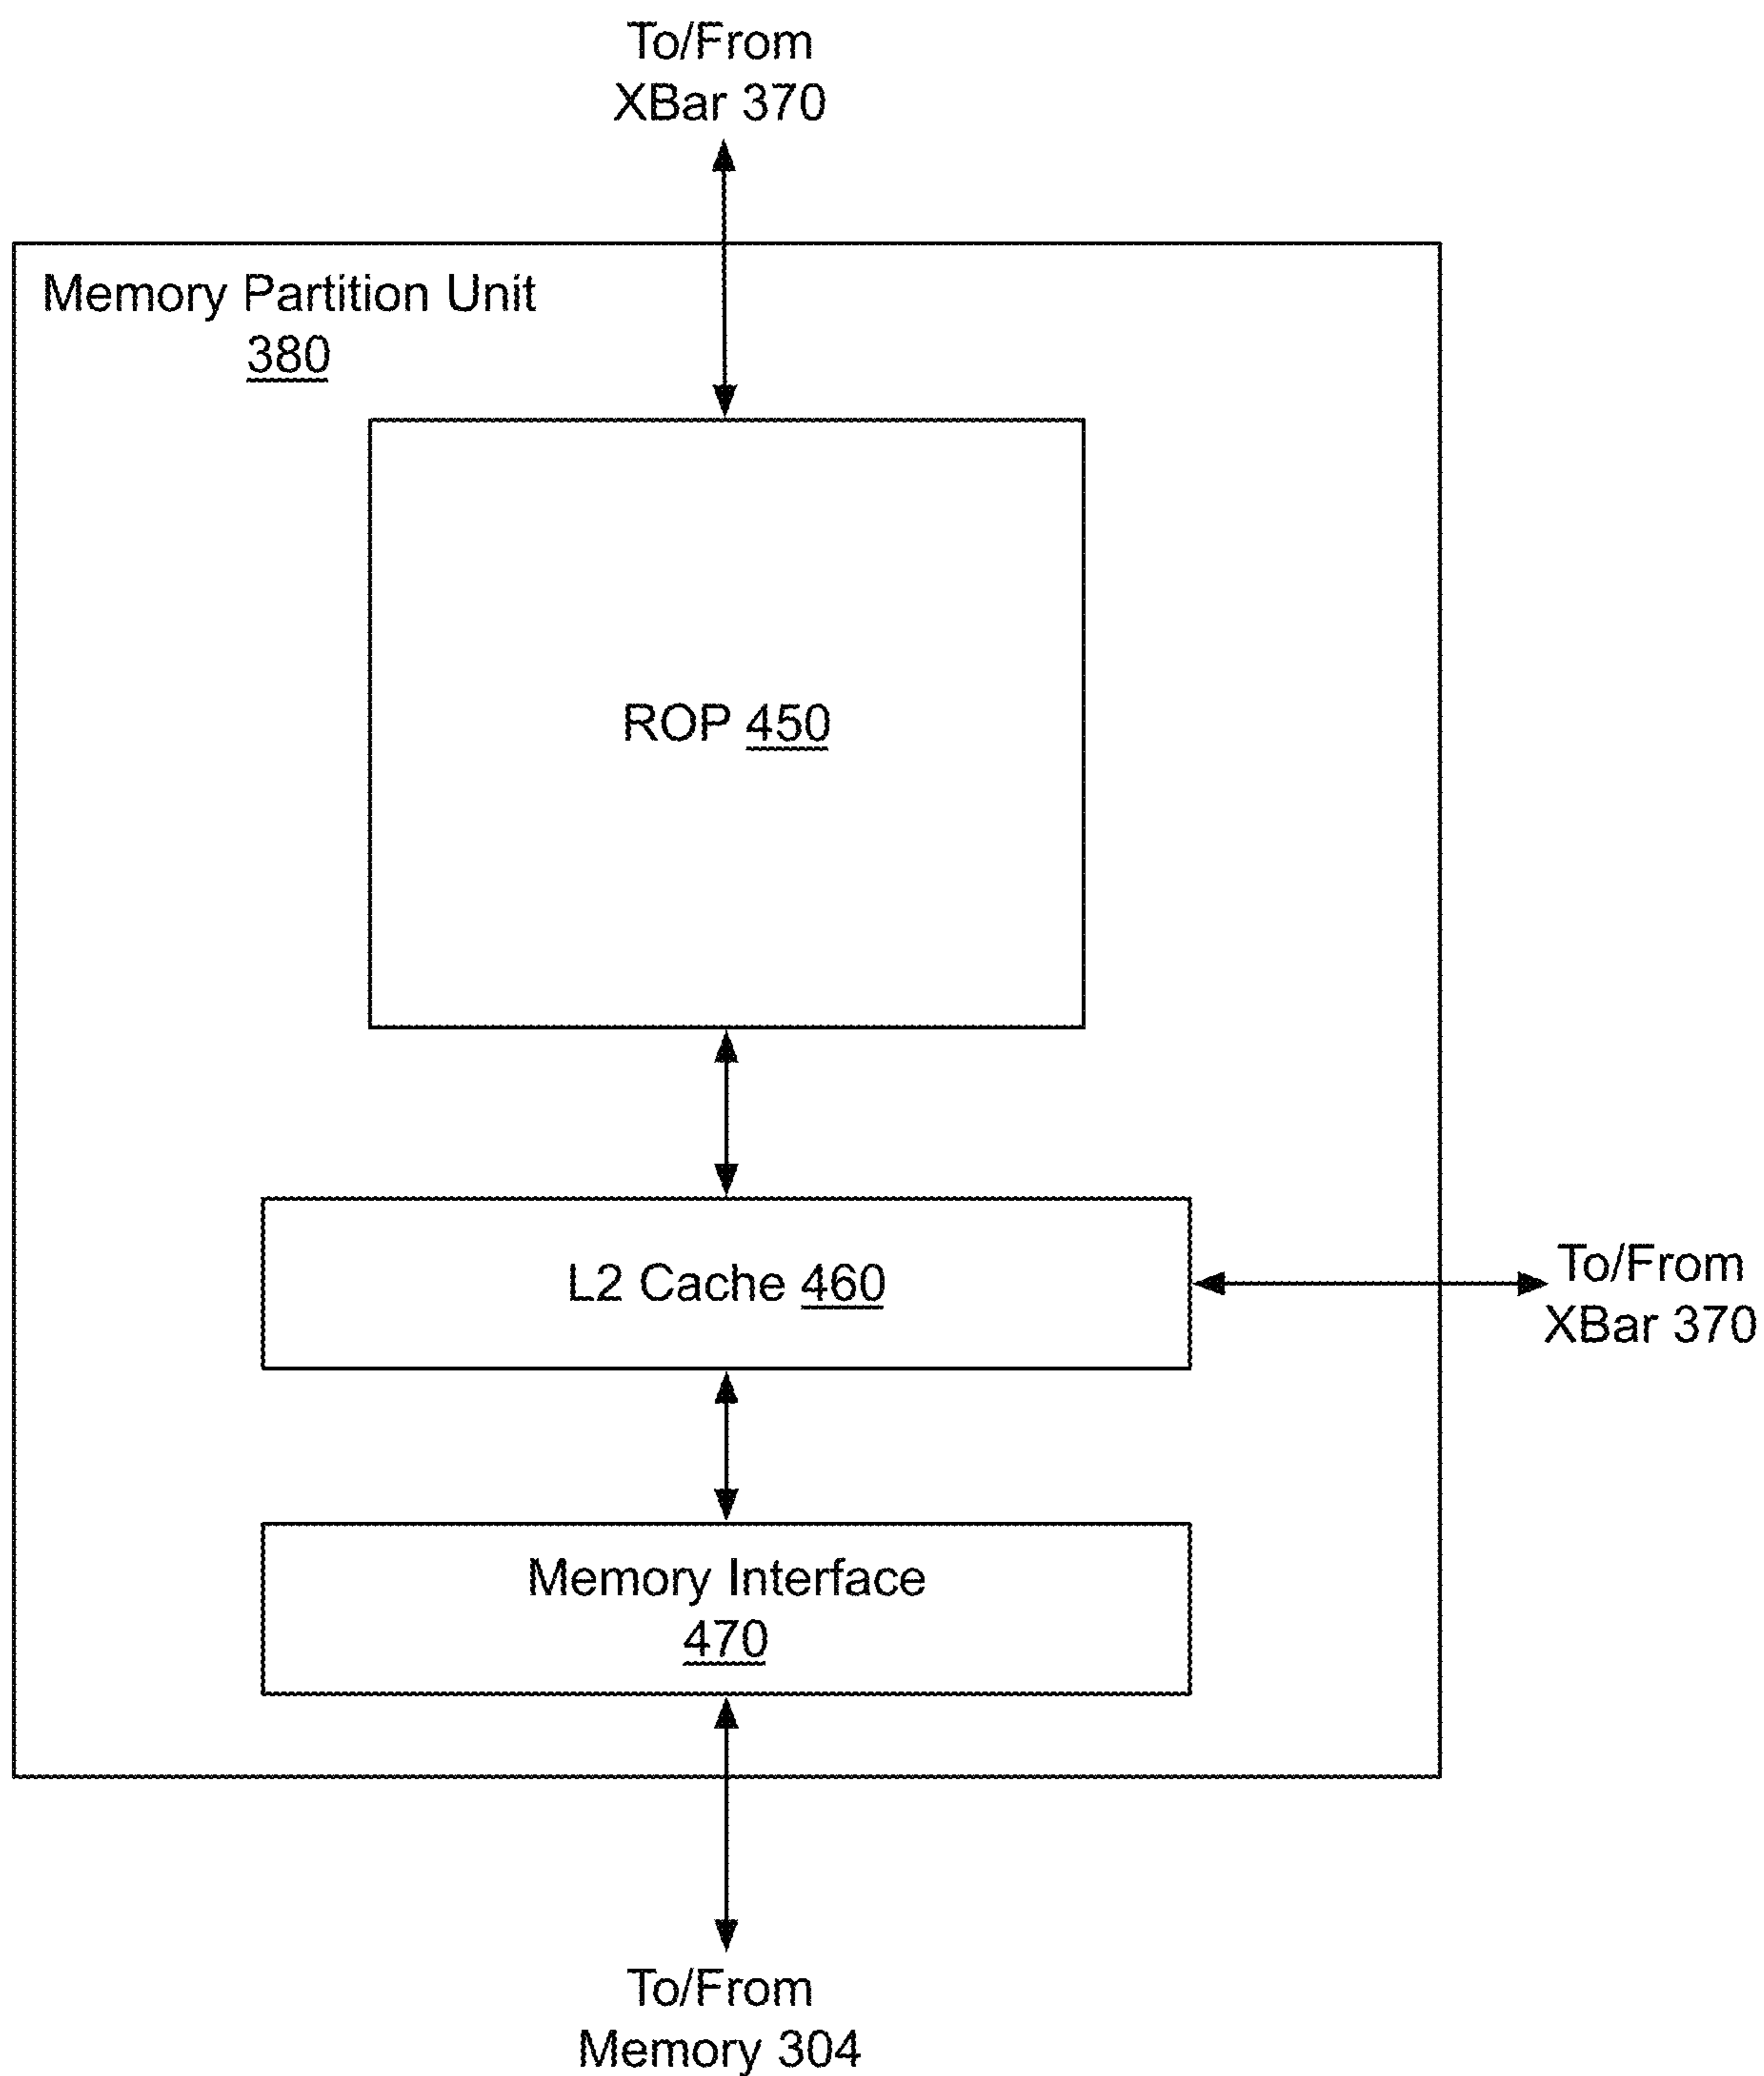 To/From
XBar 370
Memory Partition Unit
380
ROP 450
L2 Cache 460
To/From
XBar 370
Memory Interface
470
To/From
Memory 304